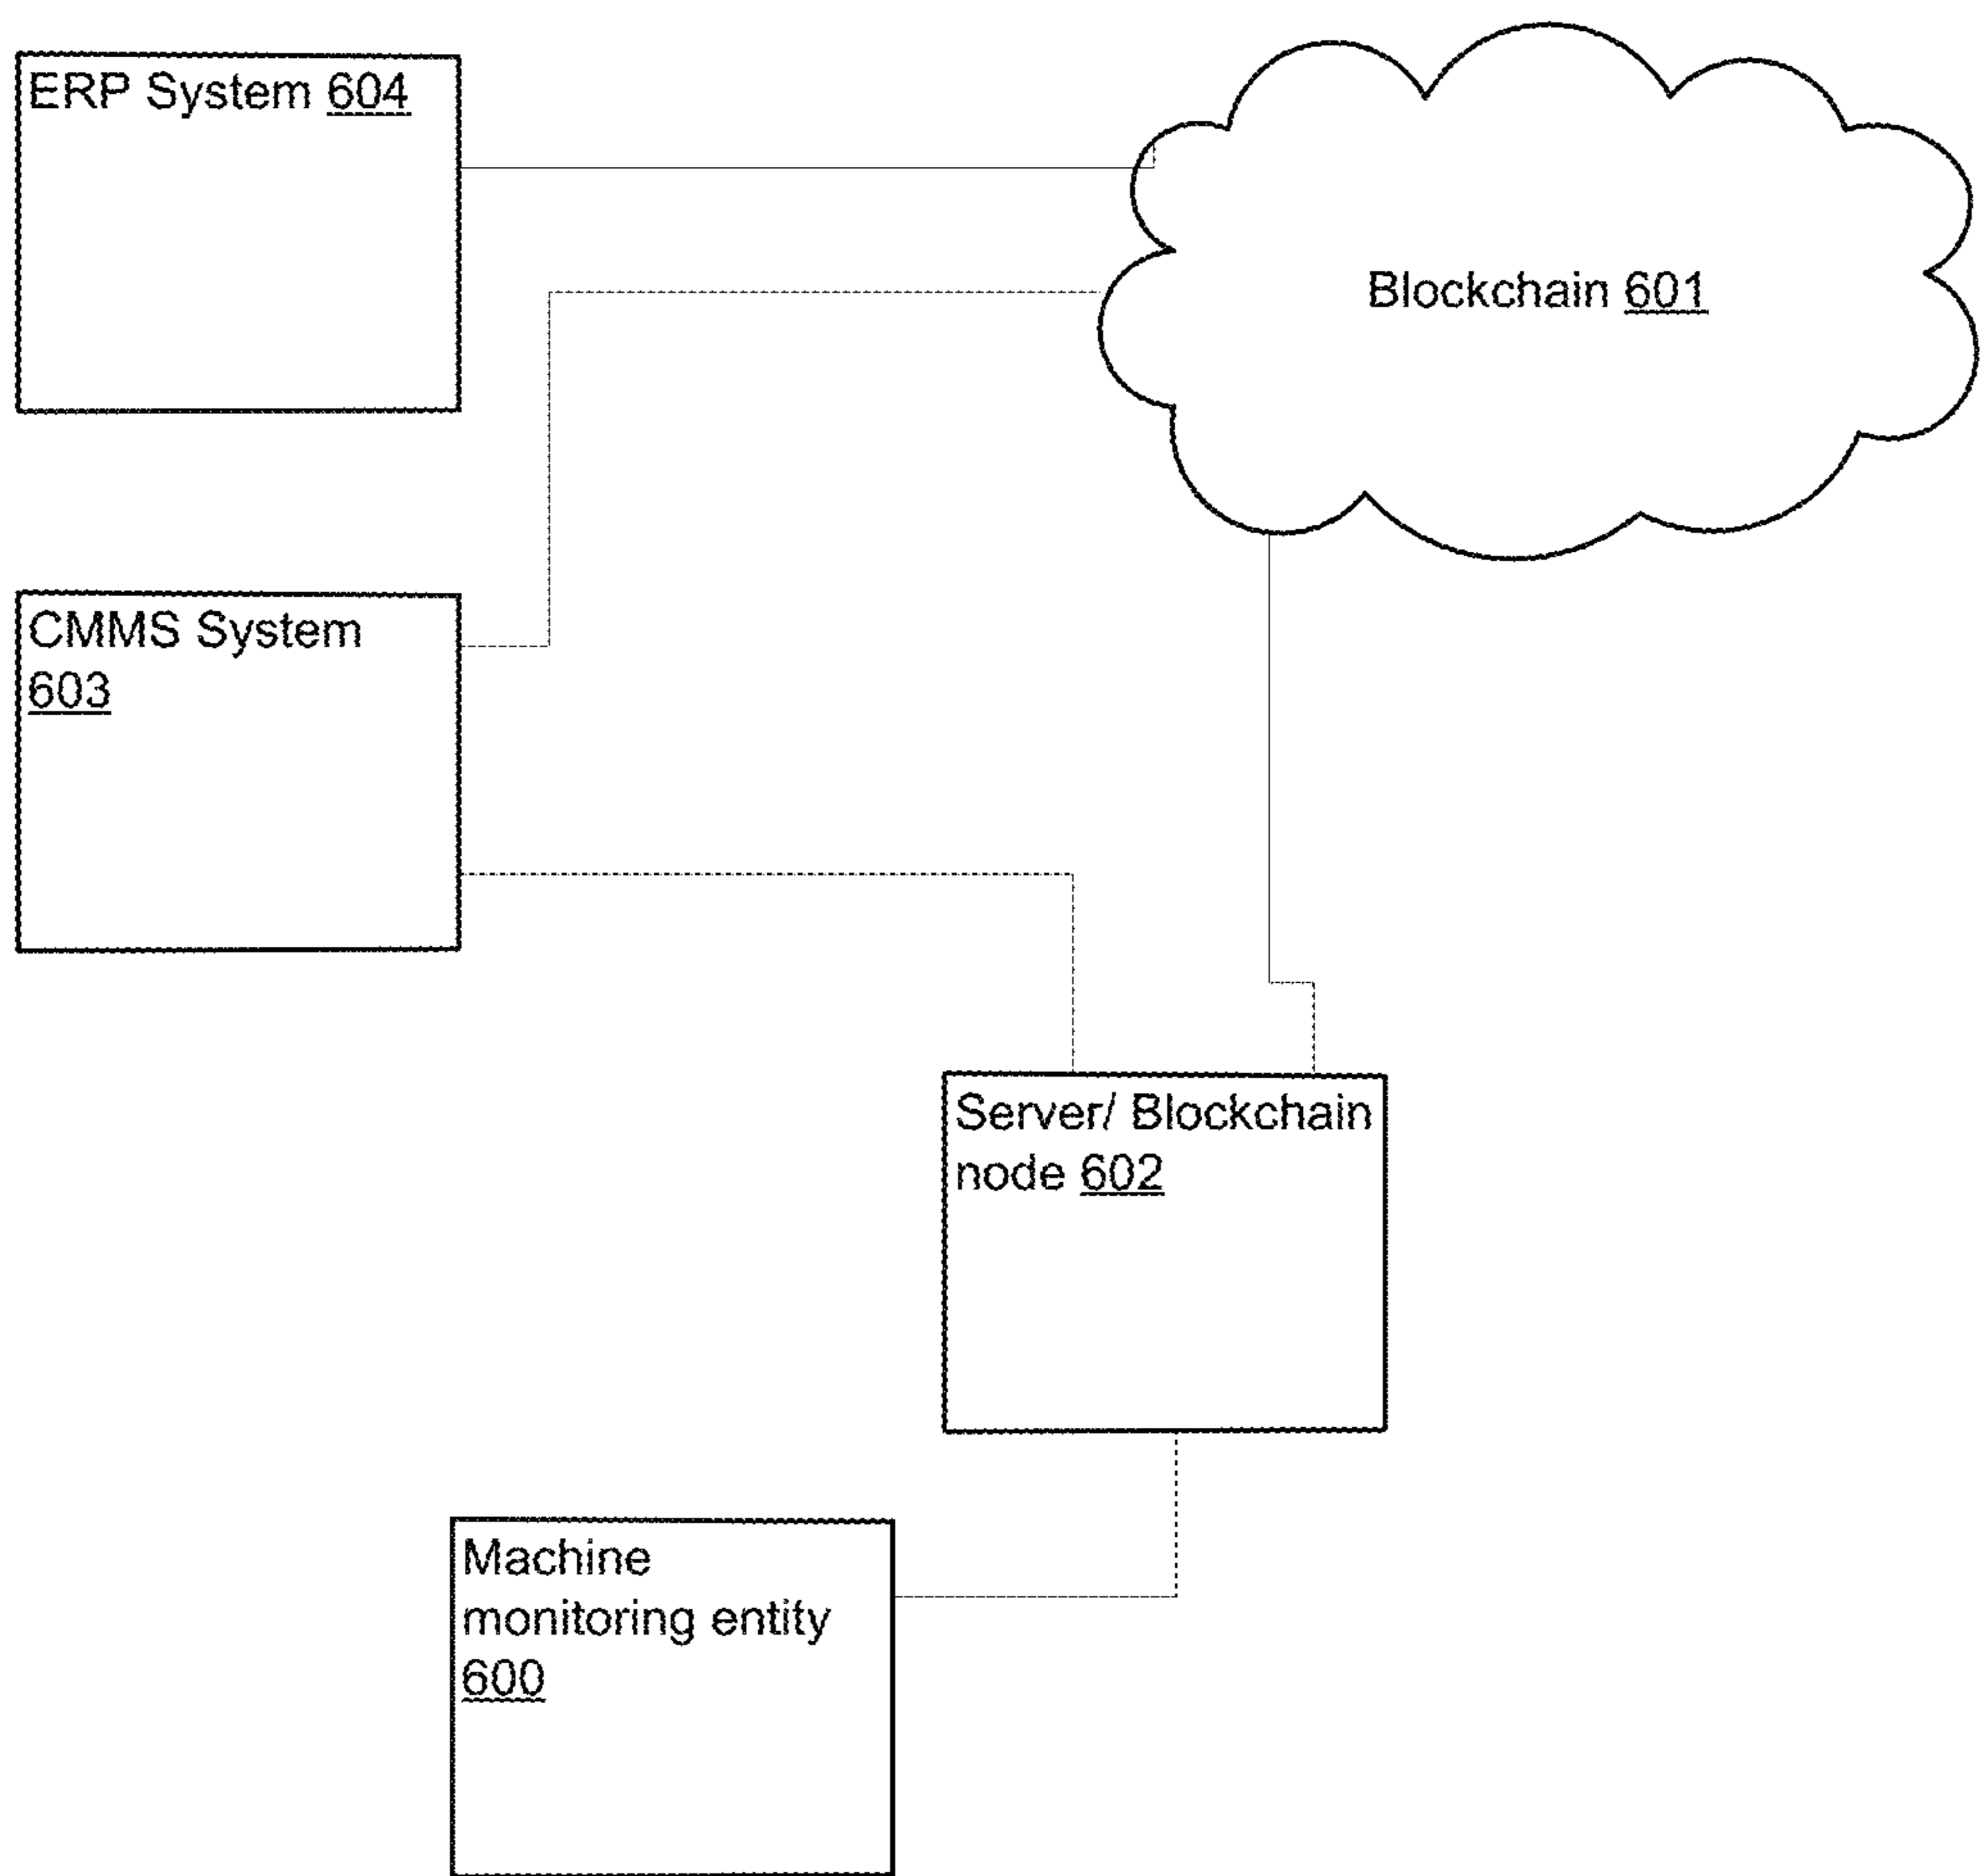 ERP System 604
Blockchain 601
CMMS System
603
Server/ Blockchain
node 602
Machine
monitoring entity
600